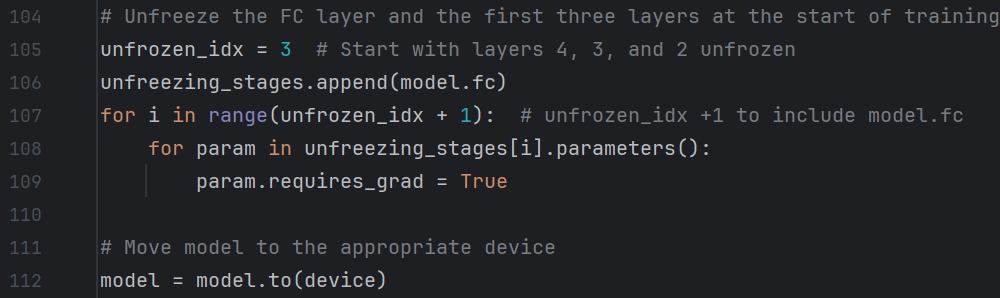 104 # Unfreeze the FC layer and the first three layers at the start of training
105 unfrozen_idx = 3  # Start with layers 4, 3, and 2 unfrozen
106 unfreezing_stages.append(model.fc)
107 for i in range(unfrozen_idx + 1):  # unfrozen_idx +1 to include model.fc
108     for param in unfreezing_stages[i].parameters():
109         param.requires_grad = True
110
111 # Move model to the appropriate device
112 model = model.to(device)